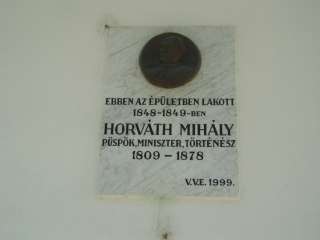 EBBEN AZ ÉPÜLETBEN LAKOTT
1848-1849-BEN
HORVÁTH MIHÁLY
PÜSPÖK, MINISZTER, TÖRTÉNÉSZ
1809 – 1878
V.V.E. 1999.